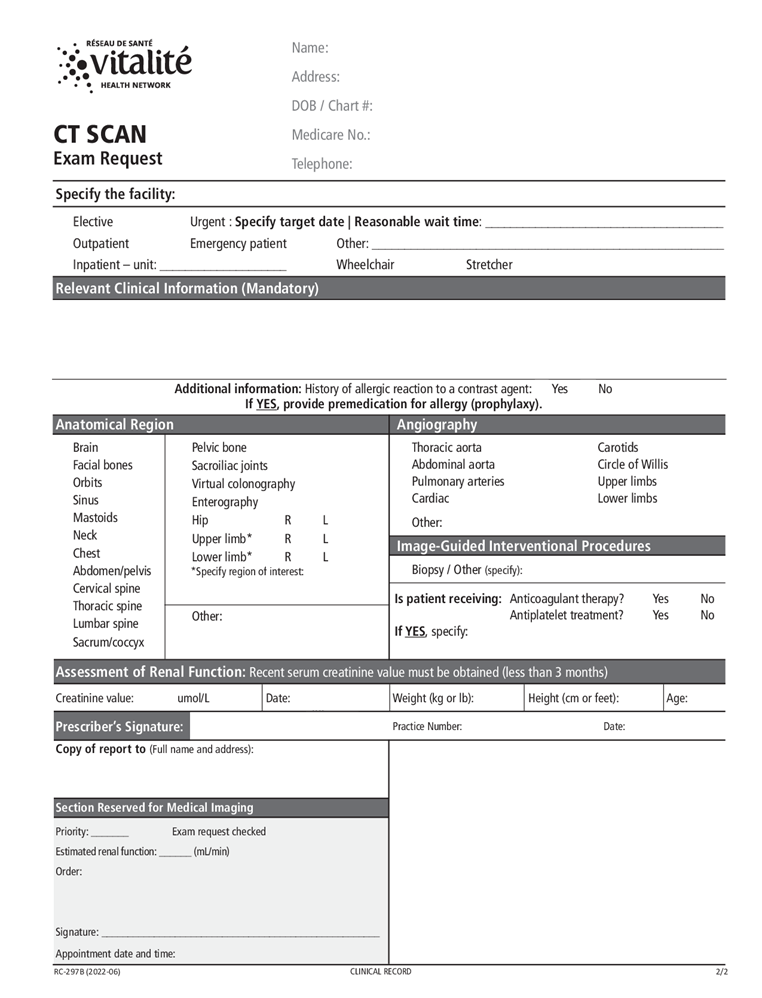 RÉSEAU DE SANTÉ
vitalité
HEALTH NETWORK
CT SCAN
Exam Request
Name:
Address:
DOB / Chart #:
Medicare No.:
Telephone:
Specify the facility:
Elective Urgent : Specify target date | Reasonable wait time: ____________________
Outpatient Emergency patient Other: ____________________
Inpatient – unit: ____________________ Wheelchair Stretcher
Relevant Clinical Information (Mandatory)
Additional information: History of allergic reaction to a contrast agent: Yes No
If YES, provide premedication for allergy (prophylaxy).
Anatomical Region
Brain
Facial bones
Orbits
Sinus
Mastoids
Neck
Chest
Abdomen/pelvis
Cervical spine
Thoracic spine
Lumbar spine
Sacrum/coccyx
Pelvic bone
Sacroiliac joints
Virtual colonography
Enterography
Hip R L
Upper limb* R L
Lower limb* R L
*Specify region of interest:
Other:
Angiography
Thoracic aorta Carotids
Abdominal aorta Circle of Willis
Pulmonary arteries Upper limbs
Cardiac Lower limbs
Other:
Image-Guided Interventional Procedures
Biopsy / Other (specify):
Is patient receiving: Anticoagulant therapy? Yes No
Antiplatelet treatment? Yes No
If YES, specify:
Assessment of Renal Function: Recent serum creatinine value must be obtained (less than 3 months)
Creatinine value: umol/L Date: Weight (kg or lb): Height (cm or feet): Age:
Prescriber's Signature: Practice Number: Date:
Copy of report to (Full name and address):
Section Reserved for Medical Imaging
Priority: _______ Exam request checked
Estimated renal function: ______ (mL/min)
Order:
Signature: ____________________
Appointment date and time:
RC-297B (2022-06) CLINICAL RECORD 2/2